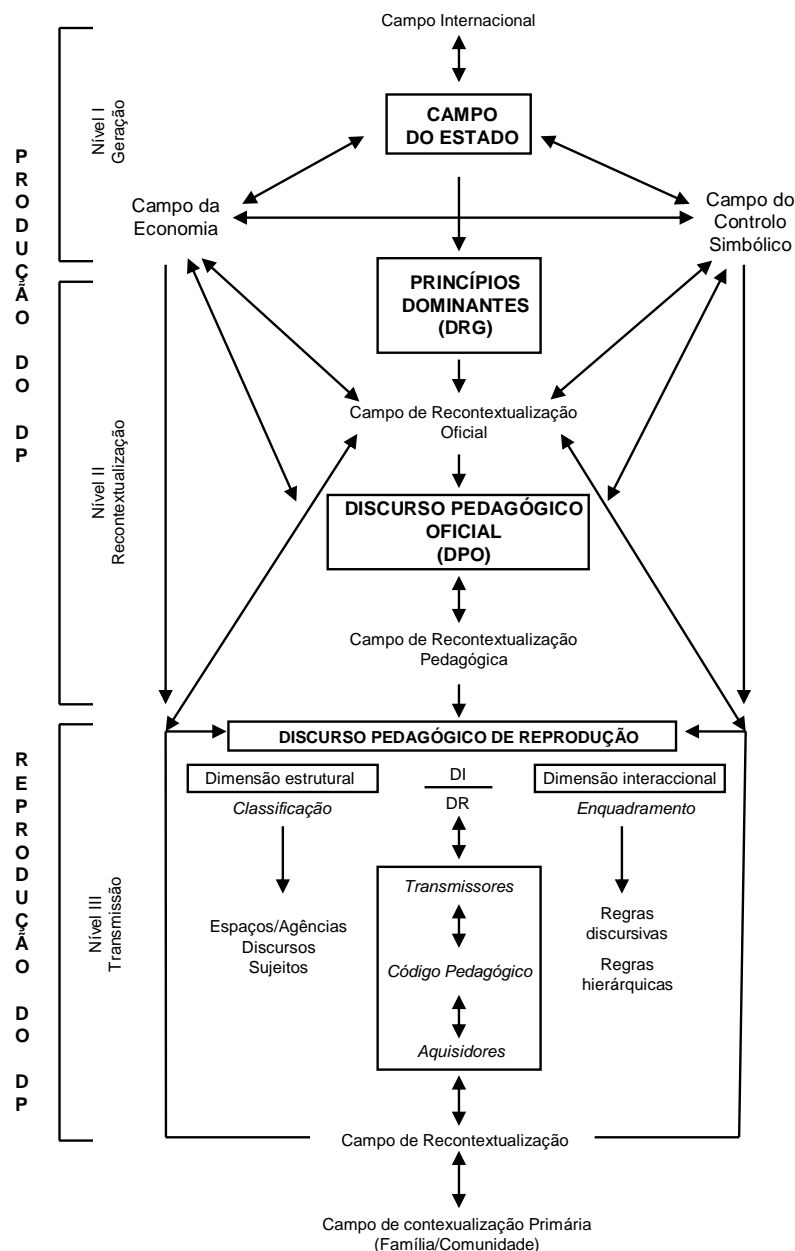 Campo Internacional
CAMPO
DO ESTADO
Nível I
Geração
PRODUÇÃO DO DP
Campo da
Economia
Campo do
Controlo
Simbólico
PRINCÍPIOS
DOMINANTES
(DRG)
Nível II
Recontextualização
Campo de Recontextualização
Oficial
DISCURSO PEDAGÓGICO
OFICIAL
(DPO)
Campo de Recontextualização
Pedagógica
DISCURSO PEDAGÓGICO DE REPRODUÇÃO
REPRODUÇÃO DO DP
Nível III
Transmissão
Dimensão estrutural
Classificação
Espaços/Agências
Discursos
Sujeitos
DI
DR
Dimensão interaccional
Enquadramento
Regras
discursivas
Regras
hierárquicas
Transmissores
Código Pedagógico
Aquisidores
Campo de Recontextualização
Campo de contexualização Primária
(Família/Comunidade)